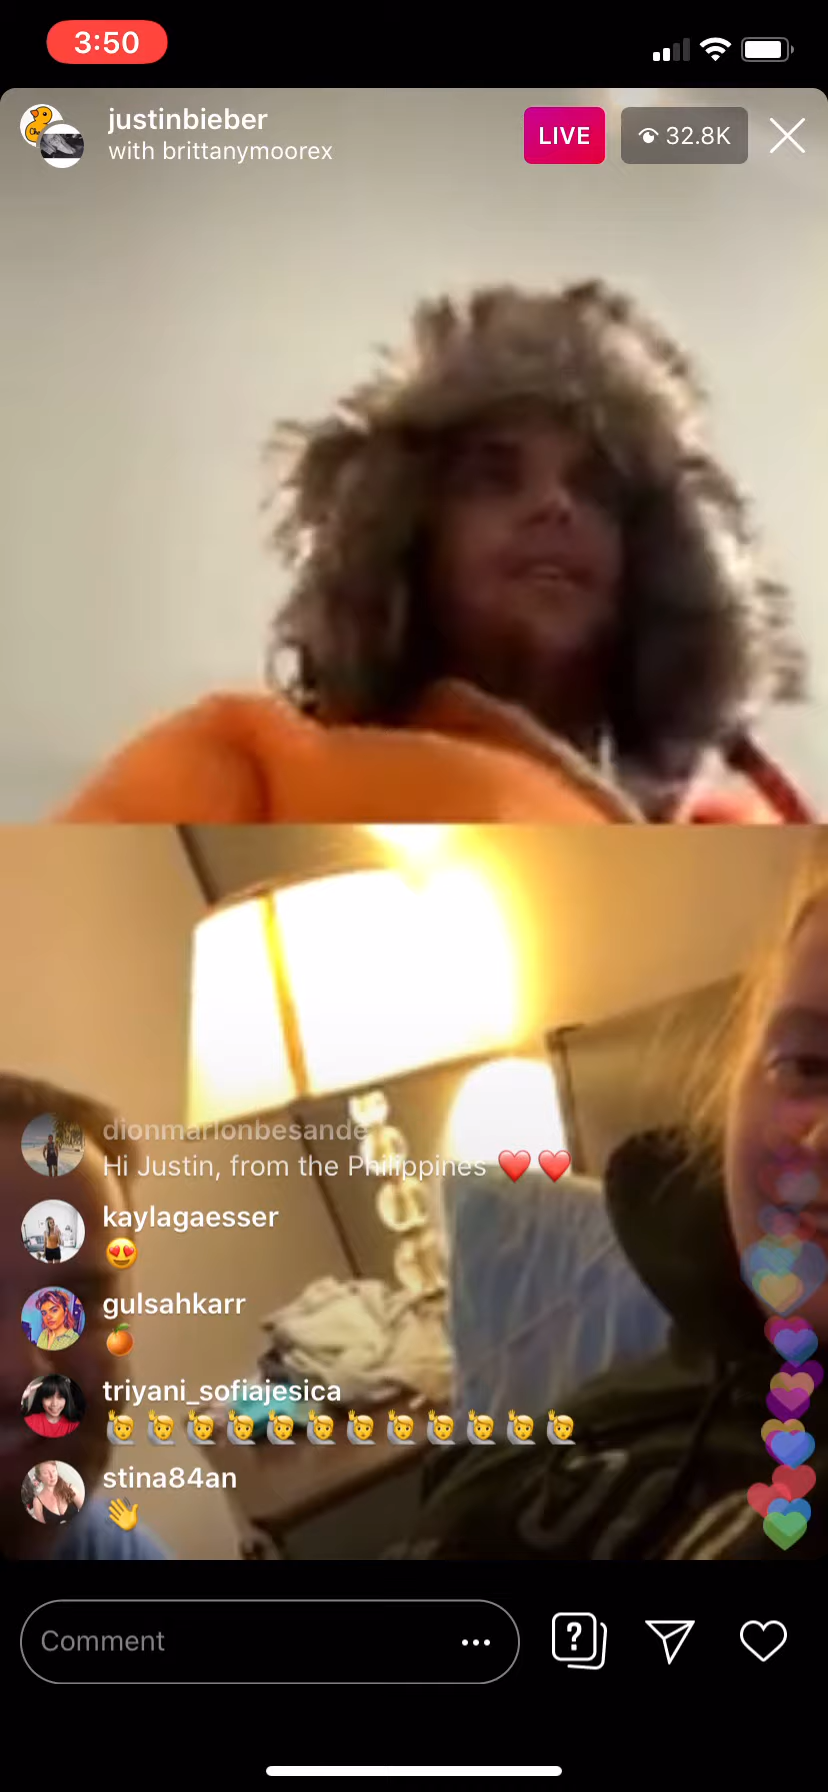 3:50
justinbieber
with brittanymoorex
LIVE
32.8K
dionmarlonbesande
Hi Justin, from the Philippines ❤️❤️
kaylagaesser
😍
gulsahkarr
🍊
triyani_sofiajesica
🙋‍♂️🙋‍♂️🙋‍♂️🙋‍♂️🙋‍♂️🙋‍♂️🙋‍♂️🙋‍♂️🙋‍♂️🙋‍♂️🙋‍♂️🙋‍♂️
stina84an
👋
Comment